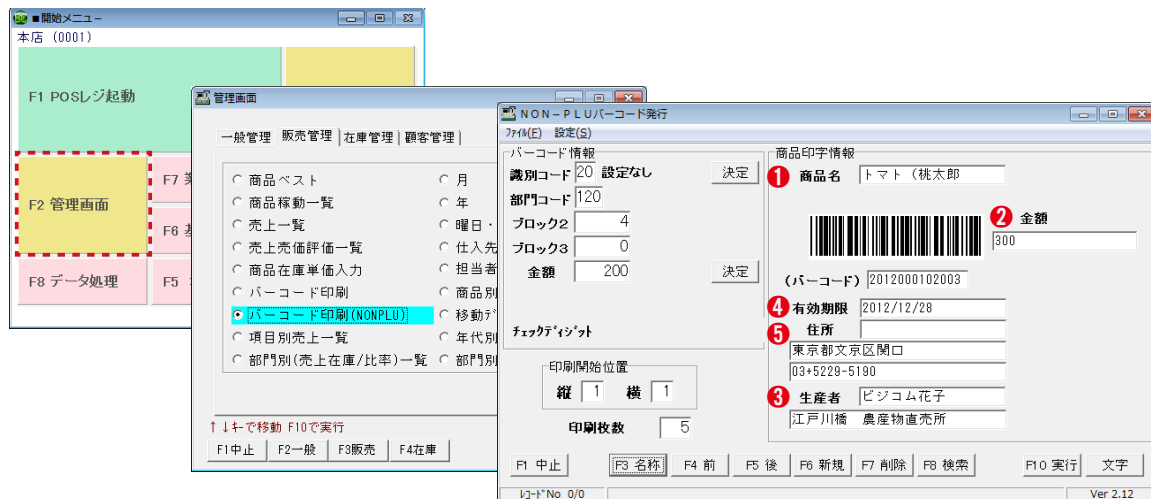 ■開始メニュー
本店 (0001)
F1 POSレジ起動
F2 管理画面
F7
F6
F8 データ処理
F5
管理画面
一般管理 販売管理 在庫管理 顧客管理
商品ベスト 月
商品稼動一覧 年
売上一覧 曜日・
売上売価評価一覧 仕入先
商品在庫単価入力 担当者
バーコード印刷 商品別
バーコード印刷(NONPLU) 移動デ
項目別売上一覧 年代別
部門別(売上在庫/比率)一覧 部門別
↑↓キーで移動 F10で実行
F1中止 F2一般 F3販売 F4在庫
NON-PLUバーコード発行
ファイル(F) 設定(S)
バーコード情報
識別コード 20 設定なし 決定
部門コード 120
ブロック2 4
ブロック3 0
金額 200 決定
チェックディジット
印刷開始位置
縦 1 横 1
印刷枚数 5
商品印字情報
1 商品名 トマト (桃太郎
2 金額
300
(バーコード) 2012000102003
4 有効期限 2012/12/28
5 住所
東京都文京区関口
03+5229-5190
3 生産者 ビジコム花子
江戸川橋 農産物直売所
F1 中止 F3 名称 F4 前 F5 後 F6 新規 F7 削除 F8 検索 F10 実行 文字
レコードNo 0/0 Ver 2.12